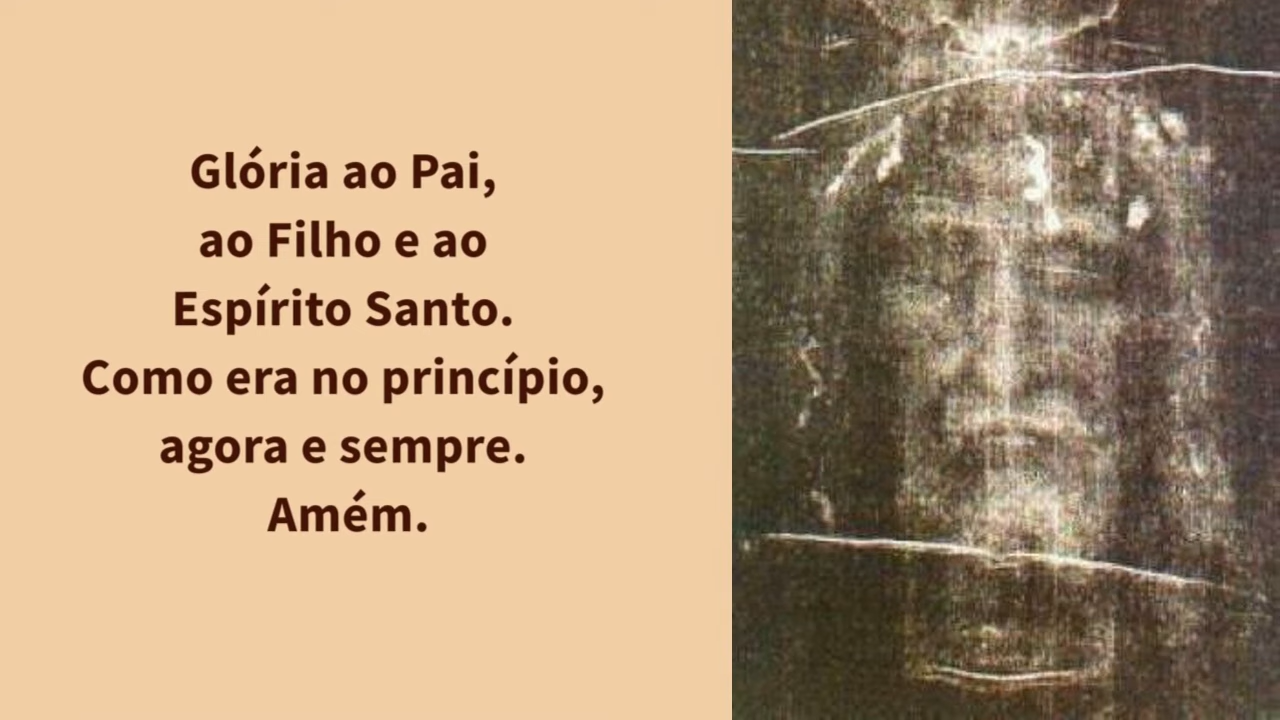 Glória ao Pai,
ao Filho e ao
Espírito Santo.
Como era no princípio,
agora e sempre.
Amém.